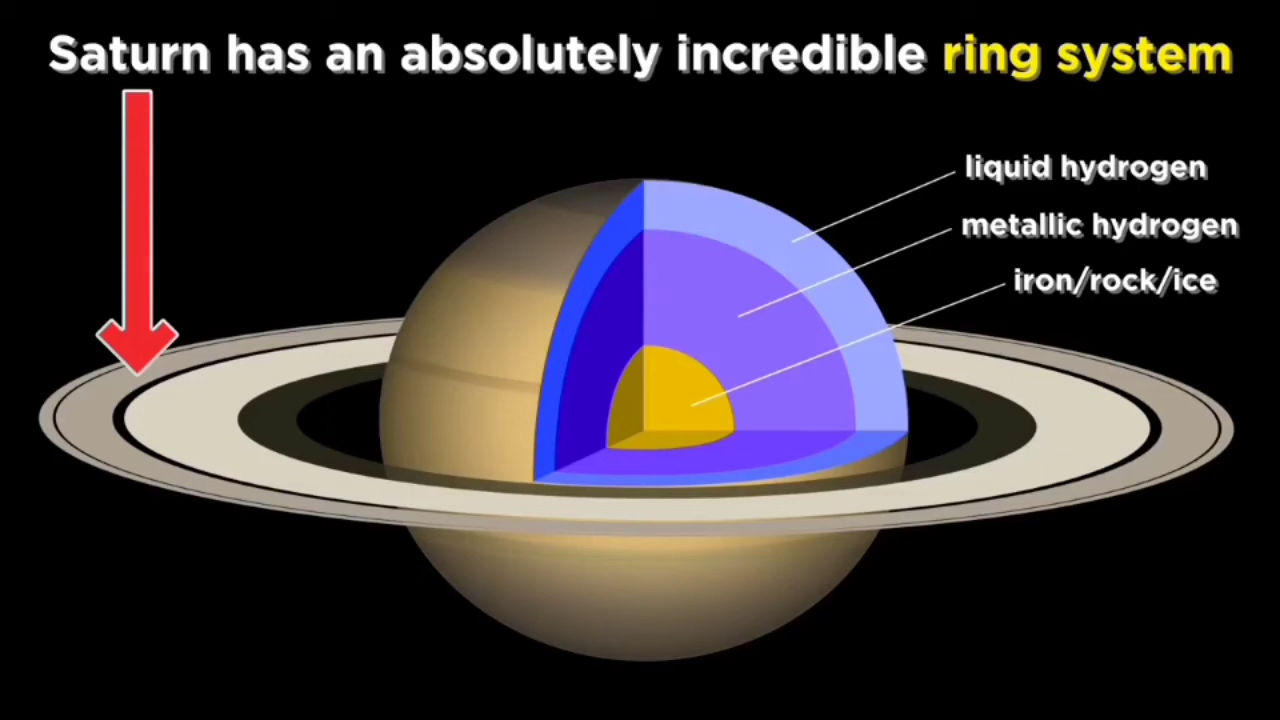 Saturn has an absolutely incredible ring system
liquid hydrogen
metallic hydrogen
iron/rock/ice